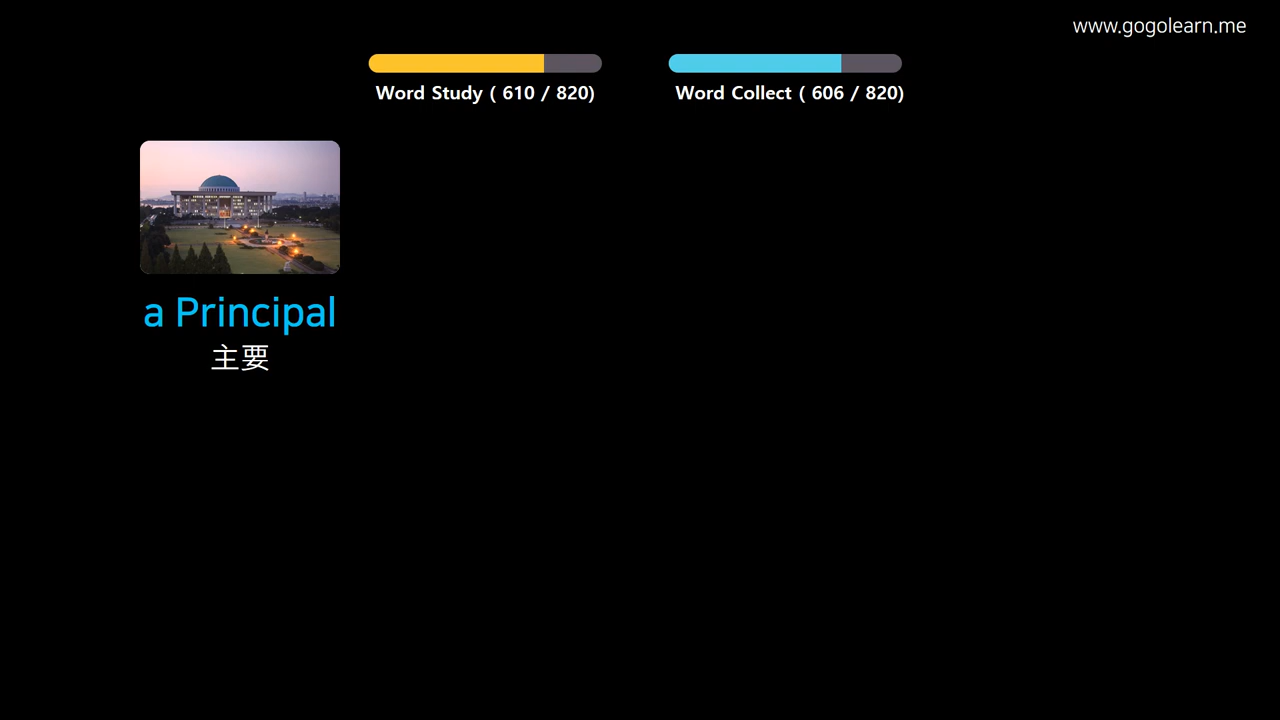 www.gogolearn.me
Word Study ( 610 / 820)
Word Collect ( 606 / 820)
a Principal
主要